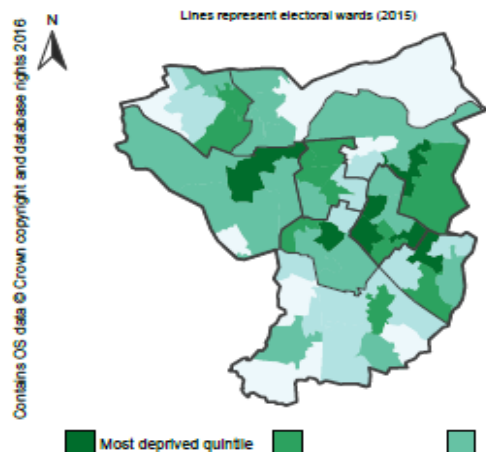 Lines represent electoral wards (2015)
N
Contains OS data © Crown copyright and database rights 2016
Most deprived quintile